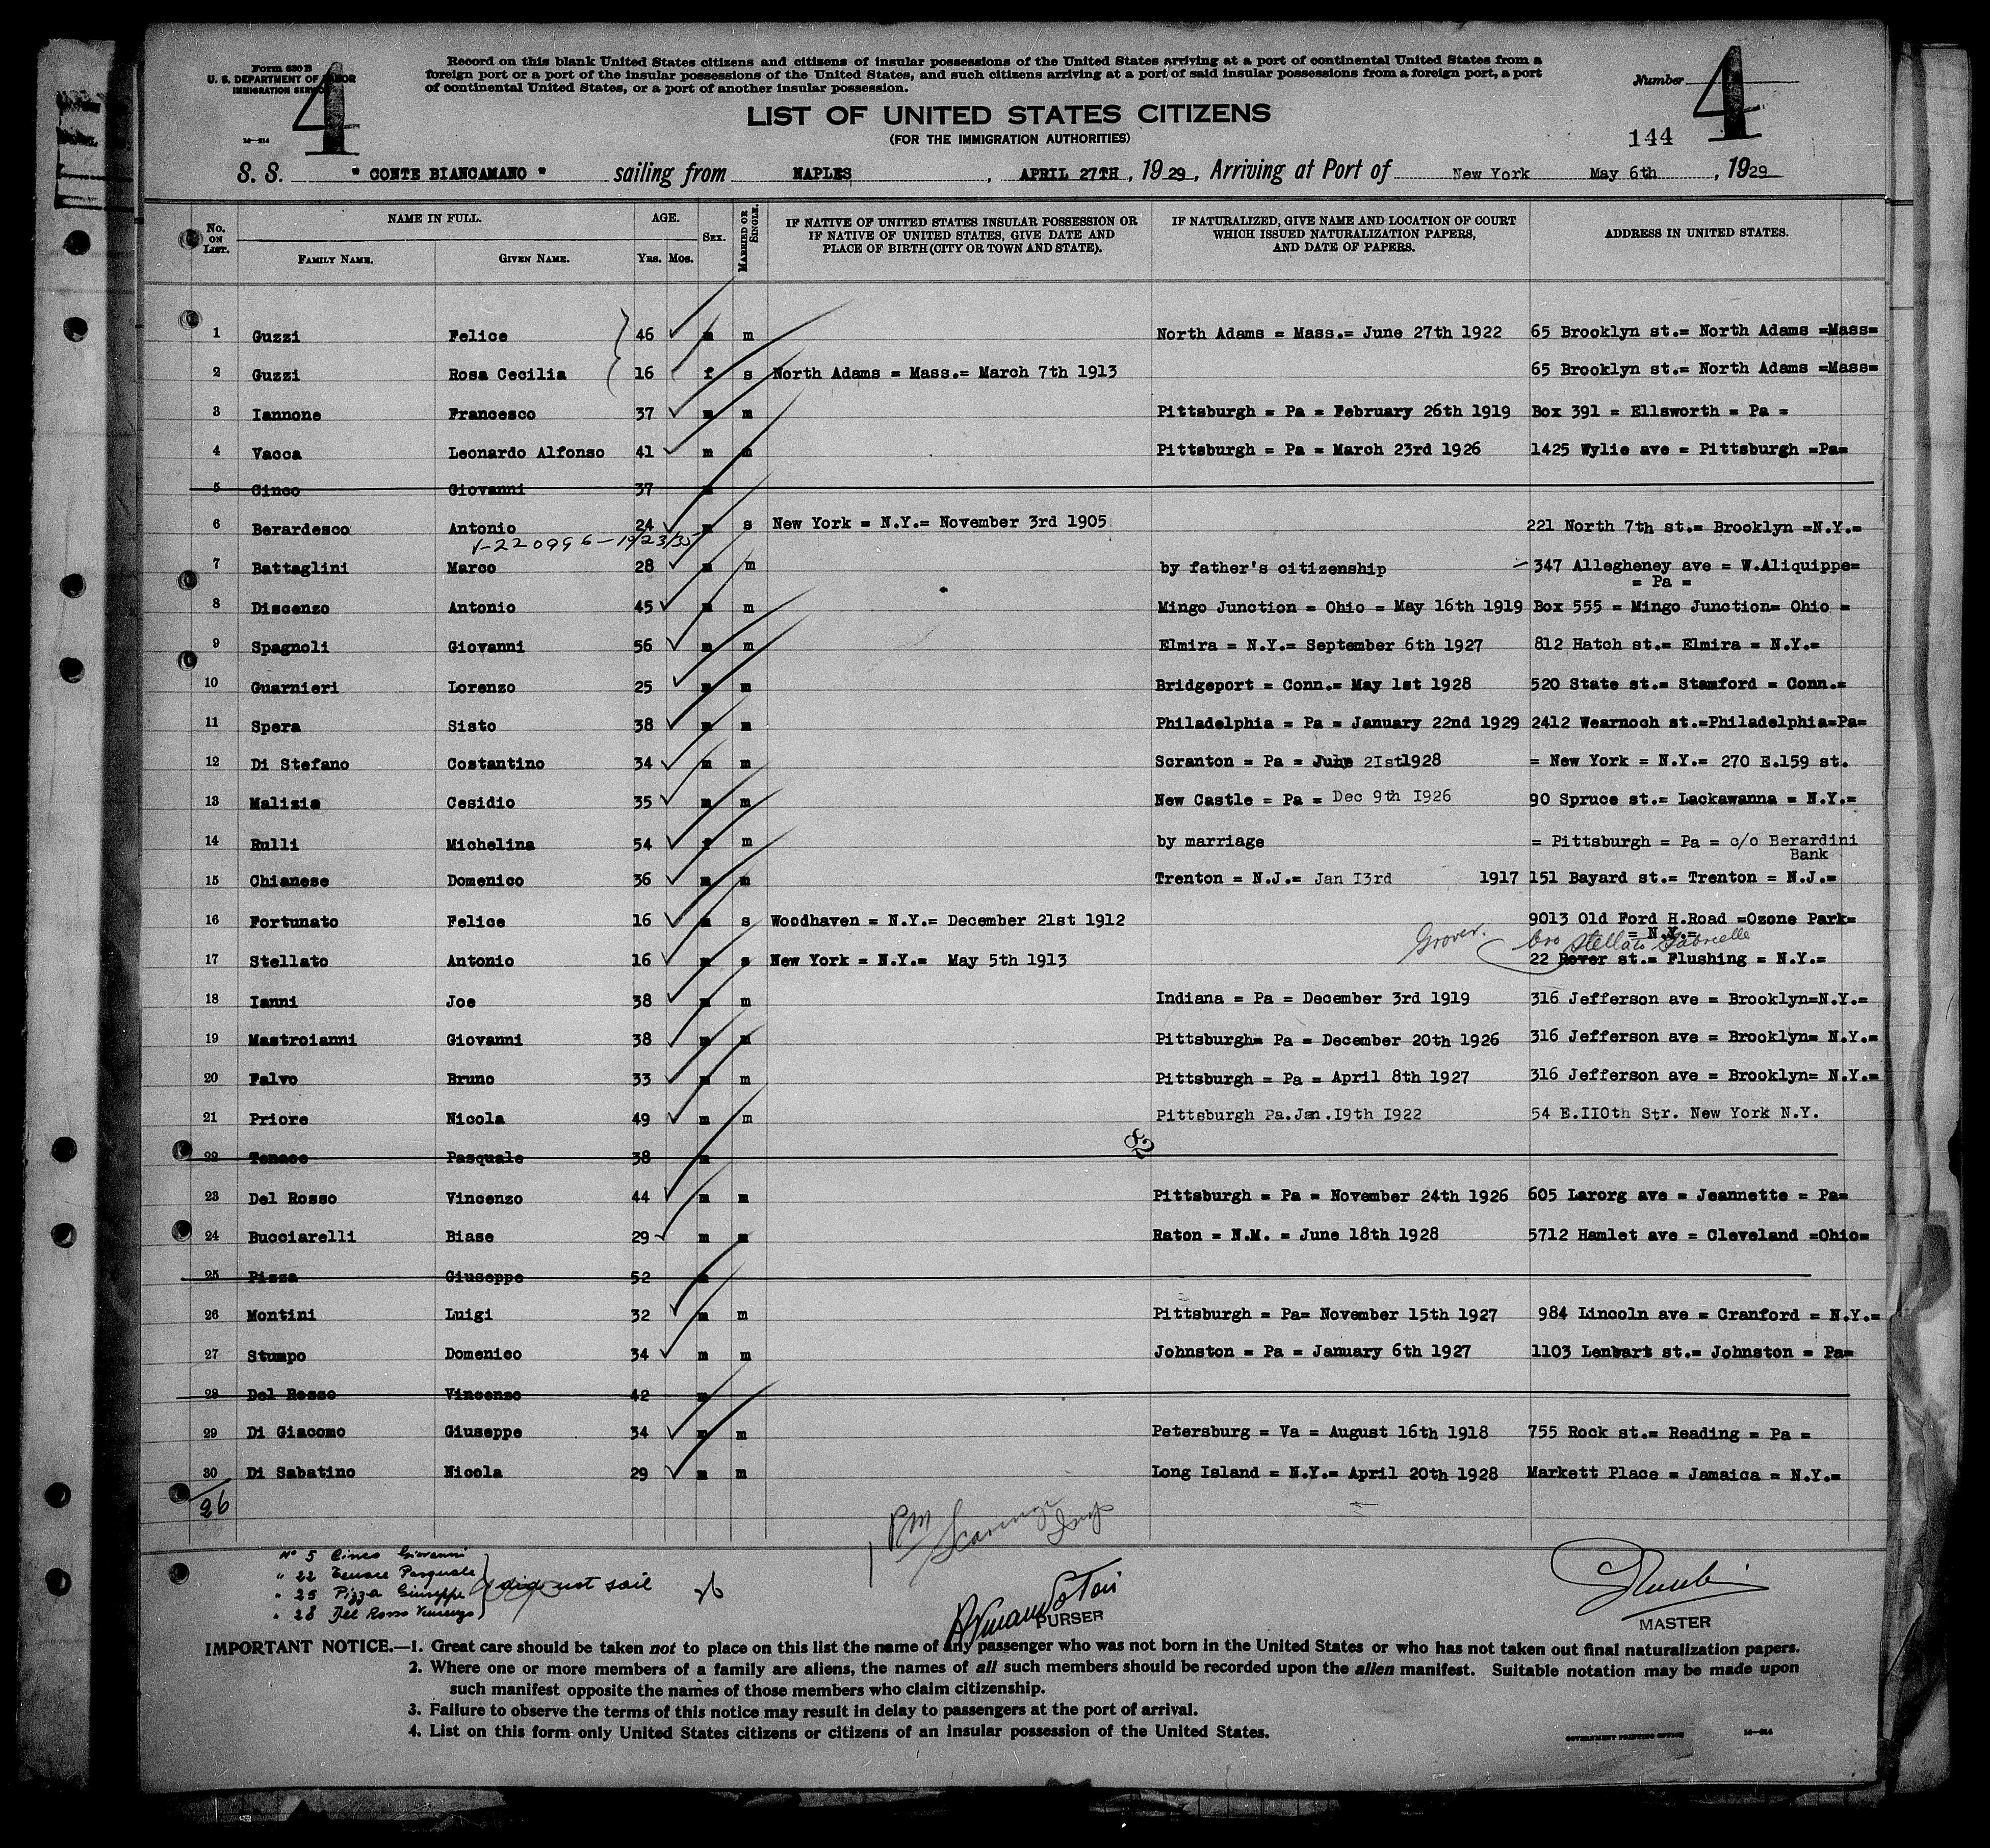 Form 630 B
U. S. DEPARTMENT OF LABOR
IMMIGRATION SERVICE
14—214
4
Record on this blank United States citizens and citizens of insular possessions of the United States arriving at a port of continental United States from a
foreign port or a port of the insular possessions of the United States, and such citizens arriving at a port of said insular possessions from a foreign port, a port
of continental United States, or a port of another insular possession.
Number 4
144
LIST OF UNITED STATES CITIZENS
(FOR THE IMMIGRATION AUTHORITIES)
S. S. " CONTE BIANCAMANO " sailing from NAPLES, APRIL 27TH, 1929, Arriving at Port of New York May 6th, 1929
No. ON LIST. NAME IN FULL. FAMILY NAME. GIVEN NAME. AGE. YRS. MOS. SEX. MARRIED OR SINGLE. IF NATIVE OF UNITED STATES INSULAR POSSESSION OR IF NATIVE OF UNITED STATES, GIVE DATE AND PLACE OF BIRTH (CITY OR TOWN AND STATE). IF NATURALIZED, GIVE NAME AND LOCATION OF COURT WHICH ISSUED NATURALIZATION PAPERS, AND DATE OF PAPERS. ADDRESS IN UNITED STATES.
1 Guzzi Felice 46 m m North Adams = Mass.= June 27th 1922 65 Brooklyn st.= North Adams =Mass=
2 Guzzi Rosa Cecilia 16 f s North Adams = Mass.= March 7th 1913 65 Brooklyn st.= North Adams =Mass=
3 Iannone Francesco 37 m m Pittsburgh = Pa = February 26th 1919 Box 391 = Ellsworth = Pa =
4 Vacca Leonardo Alfonso 41 m m Pittsburgh = Pa = March 23rd 1926 1425 Wylie ave = Pittsburgh =Pa=
5 Cinco Giovanni 37 m
6 Berardesco Antonio 24 m s New York = N.Y.= November 3rd 1905 221 North 7th st.= Brooklyn =N.Y.=
V-220996-10/23/35
7 Battaglini Marco 28 m m by father's citizenship 347 Allegheney ave = W.Aliquippe=
= Pa =
8 Discenzo Antonio 45 m m Mingo Junction = Ohio = May 16th 1919 Box 555 = Mingo Junction= Ohio =
9 Spagnoli Giovanni 56 m m Elmira = N.Y.= September 6th 1927 812 Hatch st.= Elmira = N.Y.=
10 Guarnieri Lorenzo 25 m m Bridgeport = Conn.= May 1st 1928 520 State st.= Stamford = Conn.=
11 Spera Sisto 38 m m Philadelphia = Pa = January 22nd 1929 2412 Wearnoch st.=Philadelphia=Pa=
12 Di Stefano Costantino 34 m m Scranton = Pa = 21st1928 = New York = N.Y.= 270 E.159 st.
13 Malizia Cesidio 35 m m New Castle = Pa = Dec 9th 1926 90 Spruce st.= Lackawanna = N.Y.=
14 Rulli Michelina 54 f m by marriage = Pittsburgh = Pa = c/o Berardini
Bank
15 Chianese Domenico 36 m m Trenton = N.J.= Jan 13rd 1917 151 Bayard st.= Trenton = N.J.=
16 Fortunato Felice 16 m s Woodhaven = N.Y.= December 21st 1912 9013 Old Ford H.Road =Ozone Park=
= N.Y.=
Grover. bro Stellato Gabrielle
17 Stellato Antonio 16 m s New York = N.Y.= May 5th 1913 22 Rover st.= Flushing = N.Y.=
18 Ianni Joe 38 m m Indiana = Pa = December 3rd 1919 316 Jefferson ave = Brooklyn=N.Y.=
19 Mastroianni Giovanni 38 m m Pittsburgh= Pa = December 20th 1926 316 Jefferson ave = Brooklyn= N.Y.=
20 Falvo Bruno 33 m m Pittsburgh = Pa = April 8th 1927 316 Jefferson ave = Brooklyn= N.Y.=
21 Priore Nicola 49 m m Pittsburgh Pa.Jan.19th 1922 54 E.110th Str. New York N.Y.
22 Tenace Pasquale 38 m
23 Del Rosso Vincenzo 44 m m Pittsburgh = Pa = November 24th 1926 605 Larorg ave = Jeannette = Pa=
24 Bucciarelli Biase 29 m m Raton = N.M. = June 18th 1928 5712 Hamlet ave = Cleveland =Ohio=
25 Pizza Giuseppe 52 m
26 Montini Luigi 32 m m Pittsburgh = Pa= November 15th 1927 984 Lincoln ave = Cranford = N.Y.=
27 Stumpo Domenico 34 m m Johnston = Pa = January 6th 1927 1103 Lenhart st.= Johnston = Pa=
28 Del Rosso Vincenzo 42 m
29 Di Giacomo Giuseppe 34 m m Petersburg = Va = August 16th 1918 755 Rock st.= Reading = Pa =
30 Di Sabatino Nicola 29 m m Long Island = N.Y.= April 20th 1928 Markett Place = Jamaica = N.Y.=
26
Nº 5 Cinco Giovanni
" 22 Tenace Pasquale
" 25 Pizza Giuseppe
" 28 Del Rosso Vincenzo
did not sail
26
PURSER
MASTER
IMPORTANT NOTICE.—1. Great care should be taken not to place on this list the name of any passenger who was not born in the United States or who has not taken out final naturalization papers.
2. Where one or more members of a family are aliens, the names of all such members should be recorded upon the alien manifest. Suitable notation may be made upon
such manifest opposite the names of those members who claim citizenship.
3. Failure to observe the terms of this notice may result in delay to passengers at the port of arrival.
4. List on this form only United States citizens or citizens of an insular possession of the United States.
GOVERNMENT PRINTING OFFICE 14—214